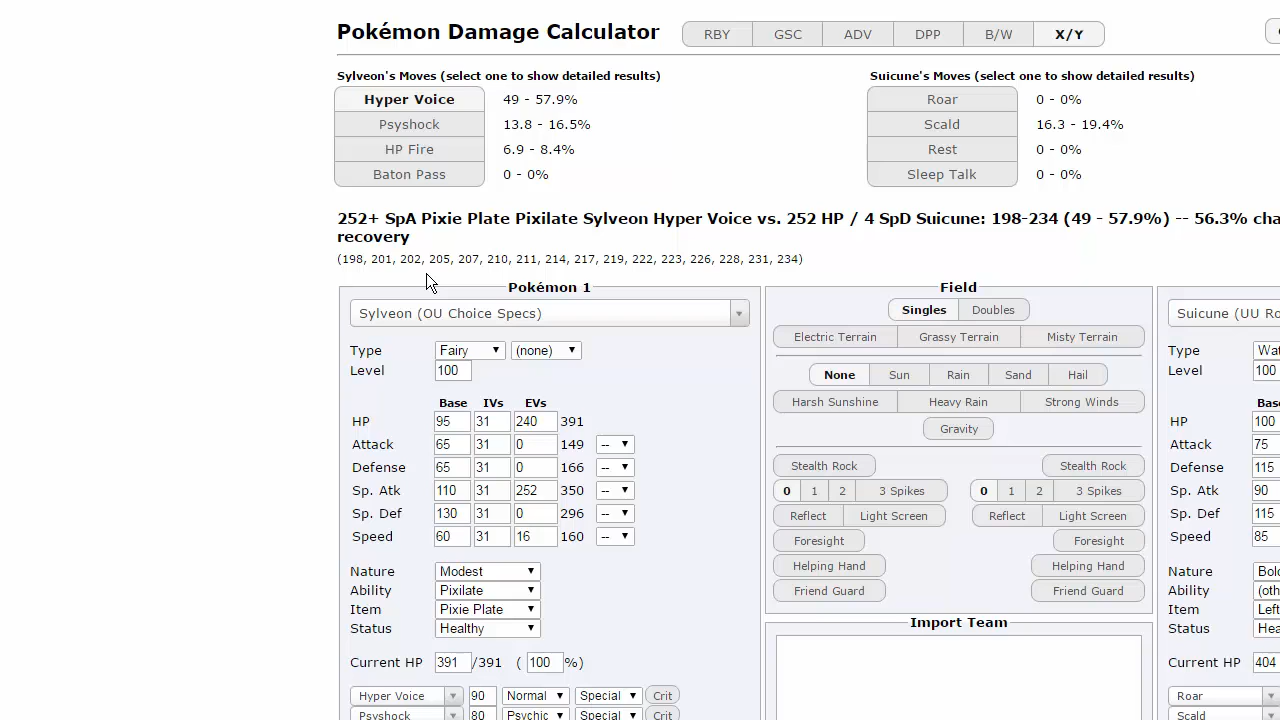 Pokémon Damage Calculator RBY GSC ADV DPP B/W X/Y
Sylveon's Moves (select one to show detailed results) Suicune's Moves (select one to show detailed results)
Hyper Voice 49 - 57.9% Roar 0 - 0%
Psyshock 13.8 - 16.5% Scald 16.3 - 19.4%
HP Fire 6.9 - 8.4% Rest 0 - 0%
Baton Pass 0 - 0% Sleep Talk 0 - 0%
252+ SpA Pixie Plate Pixilate Sylveon Hyper Voice vs. 252 HP / 4 SpD Suicune: 198-234 (49 - 57.9%) -- 56.3% cha
recovery
(198, 201, 202, 205, 207, 210, 211, 214, 217, 219, 222, 223, 226, 228, 231, 234)
Pokémon 1 Field
Sylveon (OU Choice Specs) Singles Doubles Suicune (UU Ro
Electric Terrain Grassy Terrain Misty Terrain
Type Fairy (none) Type Wat
Level 100 None Sun Rain Sand Hail Level 100
Base IVs EVs Harsh Sunshine Heavy Rain Strong Winds Base
HP 95 31 240 391 Gravity HP 100
Attack 65 31 0 149 -- Attack 75
Defense 65 31 0 166 -- Stealth Rock Stealth Rock Defense 115
Sp. Atk 110 31 252 350 -- 0 1 2 3 Spikes 0 1 2 3 Spikes Sp. Atk 90
Sp. Def 130 31 0 296 -- Reflect Light Screen Reflect Light Screen Sp. Def 115
Speed 60 31 16 160 -- Foresight Foresight Speed 85
Nature Modest Helping Hand Helping Hand Nature Bold
Ability Pixilate Friend Guard Friend Guard Ability (oth
Item Pixie Plate Import Team Item Left
Status Healthy Status Hea
Current HP 391 /391 ( 100 %) Current HP 404
Hyper Voice 90 Normal Special Crit Roar
Psyshock 80 Psychic Special Crit Scald